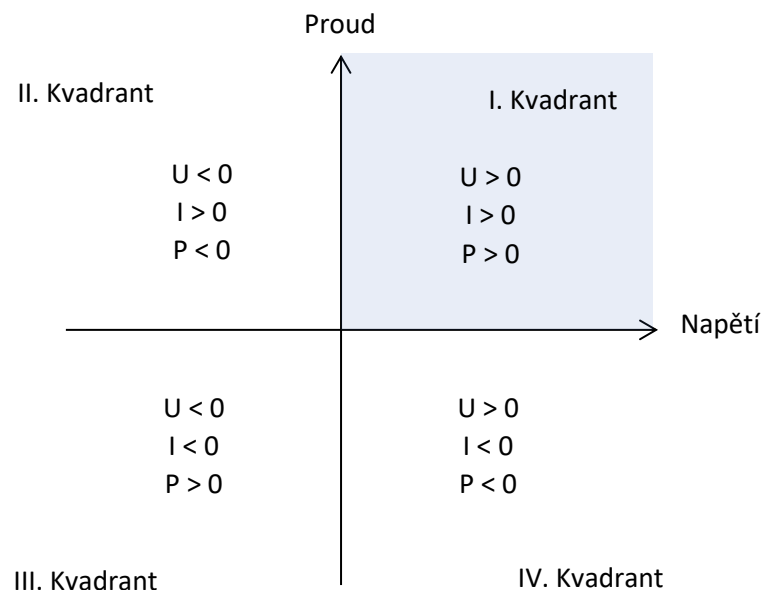 Proud
II. Kvadrant
I. Kvadrant
U < 0
I > 0
P < 0
U > 0
I > 0
P > 0
Napětí
U < 0
I < 0
P > 0
U > 0
I < 0
P < 0
III. Kvadrant
IV. Kvadrant